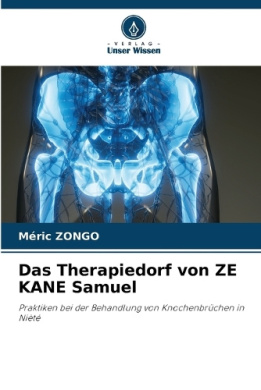 - VERLAG -
Unser Wissen
Méric ZONGO
Das Therapiedorf von ZE
KANE Samuel
Praktiken bei der Behandlung von Knochenbrüchen in
Niété